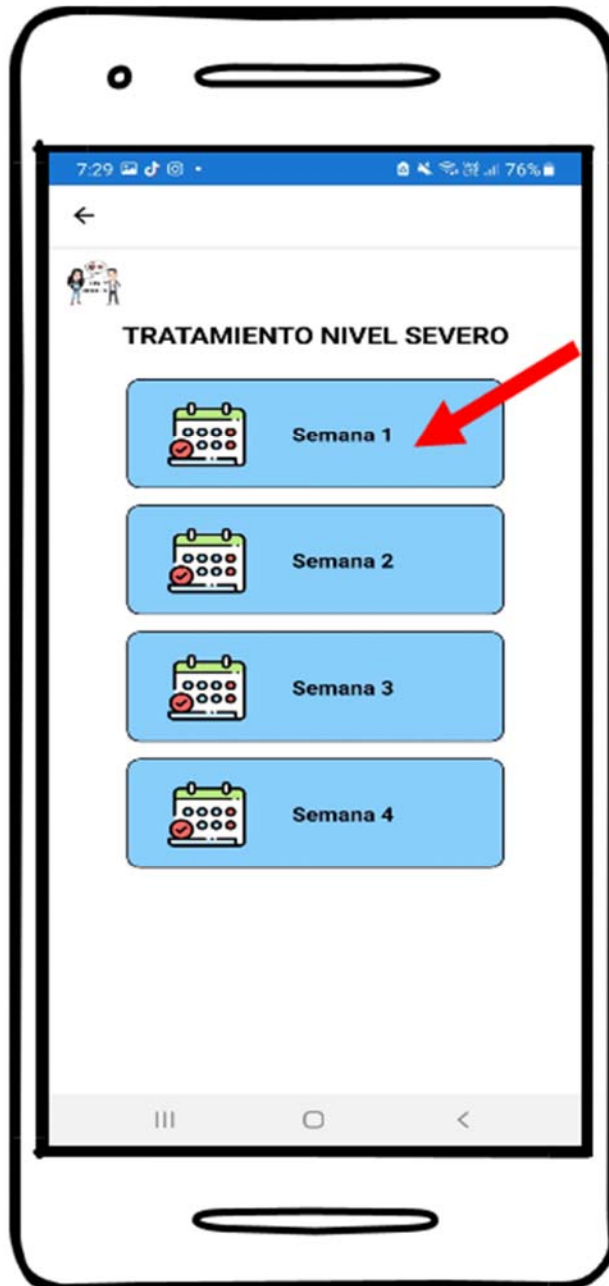 7:29 76%
TRATAMIENTO NIVEL SEVERO
Semana 1
Semana 2
Semana 3
Semana 4